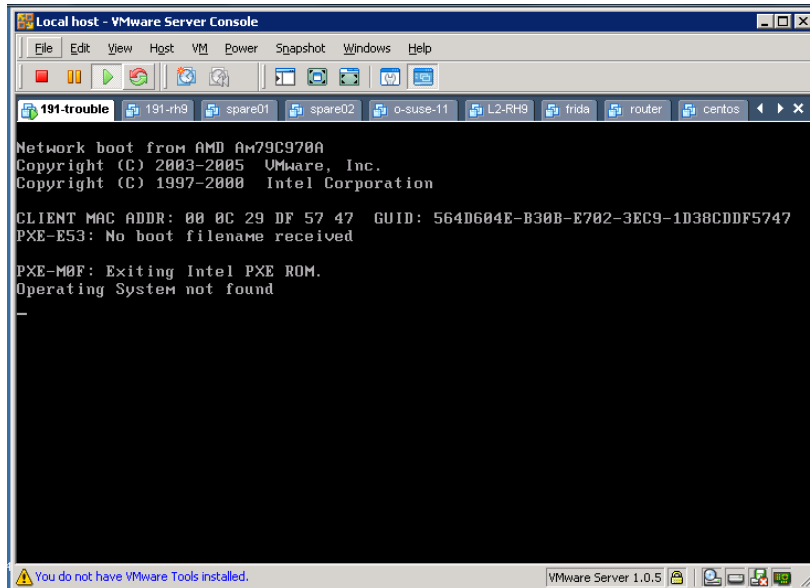 Local host - VMware Server Console
File Edit View Host VM Power Snapshot Windows Help
191-trouble 191-rh9 spare01 spare02 o-suse-11 L2-RH9 frida router centos
Network boot from AMD Am79C970A
Copyright (C) 2003-2005 VMware, Inc.
Copyright (C) 1997-2000 Intel Corporation
CLIENT MAC ADDR: 00 0C 29 DF 57 47 GUID: 564D604E-B30B-E702-3EC9-1D38CDDF5747
PXE-E53: No boot filename received
PXE-M0F: Exiting Intel PXE ROM.
Operating System not found
You do not have VMware Tools installed. VMware Server 1.0.5